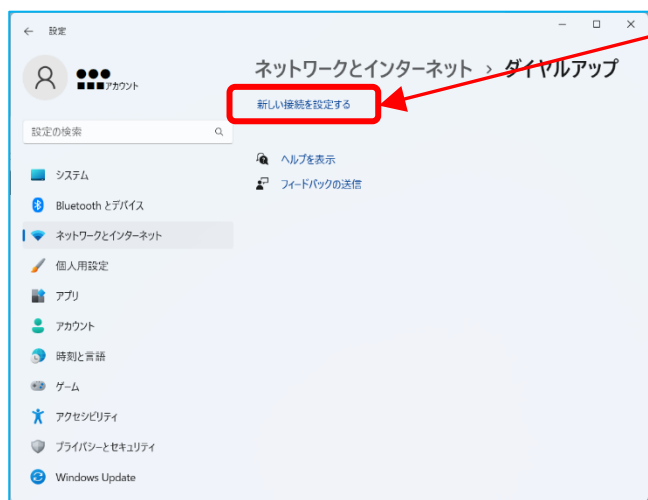 ← 設定
●●●
■■■アカウント
設定の検索
システム
Bluetooth とデバイス
ネットワークとインターネット
個人用設定
アプリ
アカウント
時刻と言語
ゲーム
アクセシビリティ
プライバシーとセキュリティ
Windows Update
ネットワークとインターネット › ダイヤルアップ
新しい接続を設定する
ヘルプを表示
フィードバックの送信